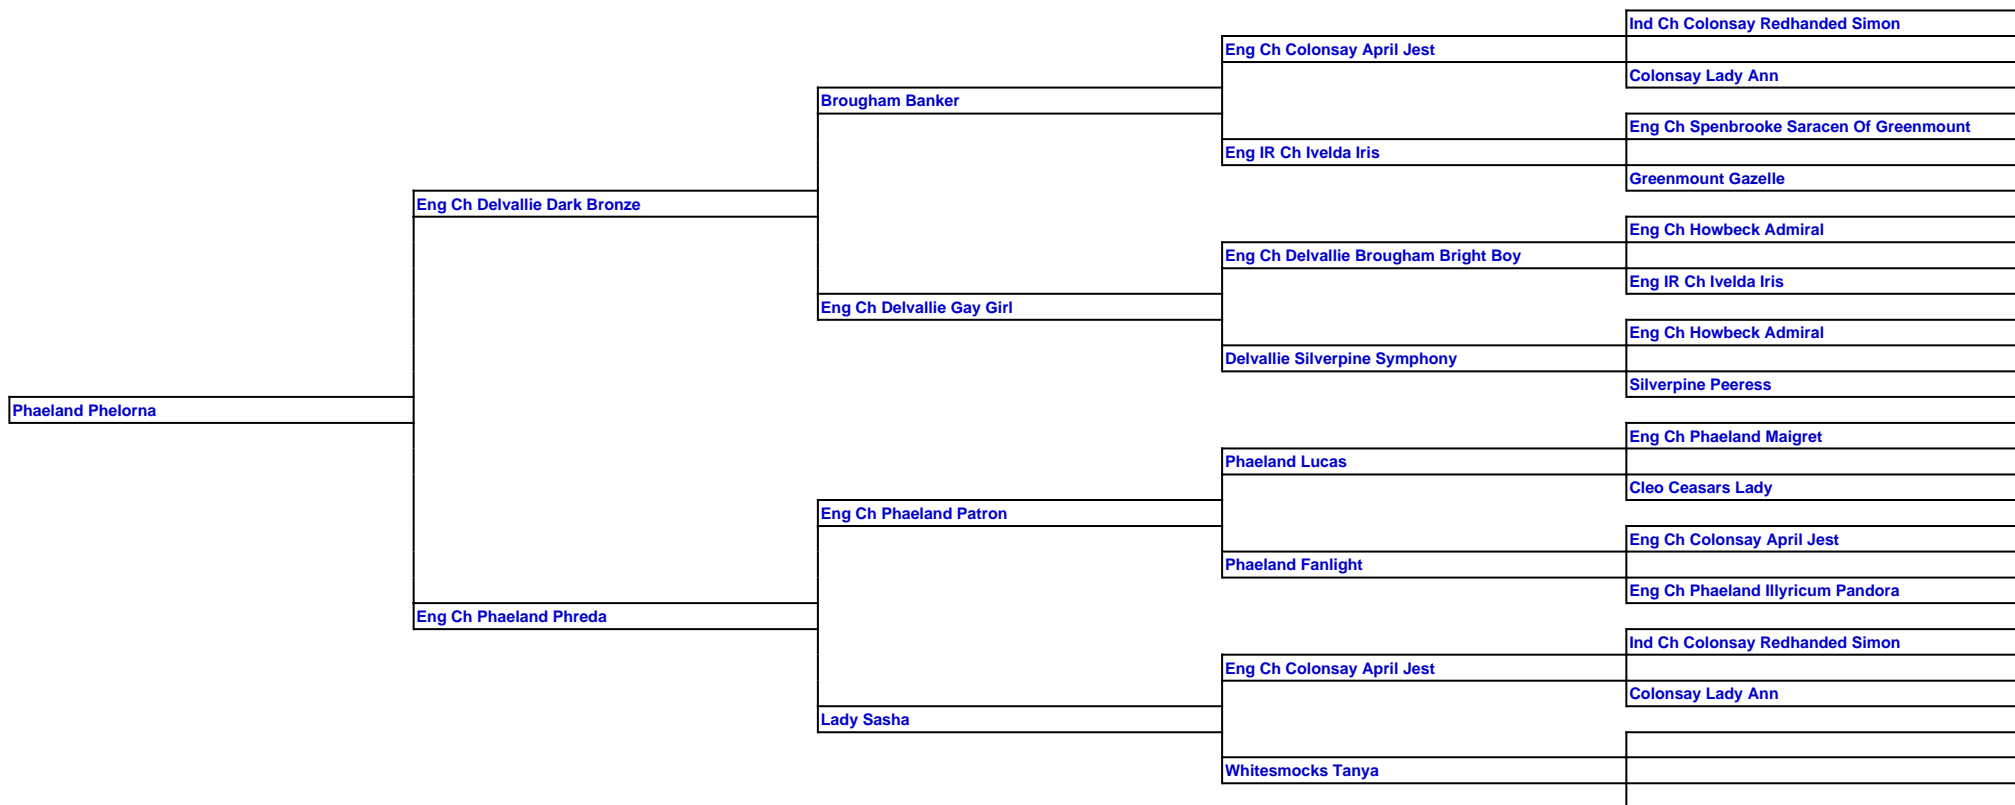 Ind Ch Colonsay Redhanded Simon
Eng Ch Colonsay April Jest
Colonsay Lady Ann
Brougham Banker
Eng Ch Spenbrooke Saracen Of Greenmount
Eng IR Ch Ivelda Iris
Greenmount Gazelle
Eng Ch Delvallie Dark Bronze
Eng Ch Howbeck Admiral
Eng Ch Delvallie Brougham Bright Boy
Eng IR Ch Ivelda Iris
Eng Ch Delvallie Gay Girl
Eng Ch Howbeck Admiral
Delvallie Silverpine Symphony
Silverpine Peeress
Phaeland Phelorna
Eng Ch Phaeland Maigret
Phaeland Lucas
Cleo Ceasars Lady
Eng Ch Phaeland Patron
Eng Ch Colonsay April Jest
Phaeland Fanlight
Eng Ch Phaeland Illyricum Pandora
Eng Ch Phaeland Phreda
Ind Ch Colonsay Redhanded Simon
Eng Ch Colonsay April Jest
Colonsay Lady Ann
Lady Sasha
Whitesmocks Tanya